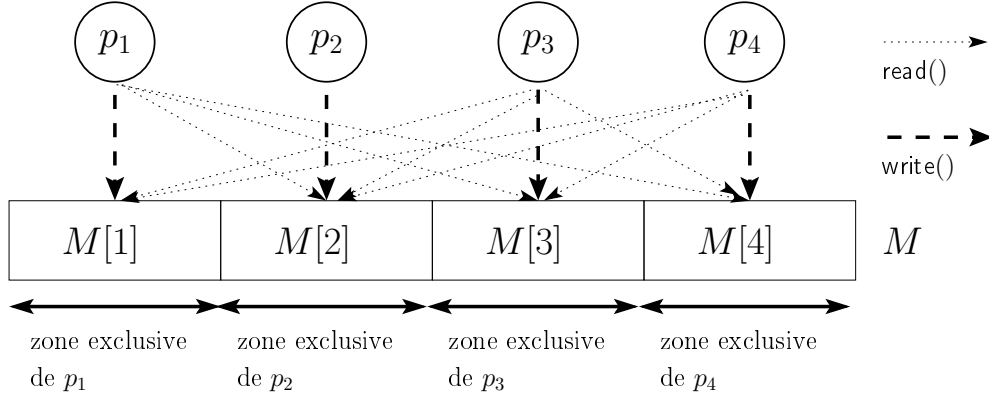 p₁ p₂ p₃ p₄
read()
write()
M[1] M[2] M[3] M[4] M
zone exclusive zone exclusive zone exclusive zone exclusive
de p₁ de p₂ de p₃ de p₄